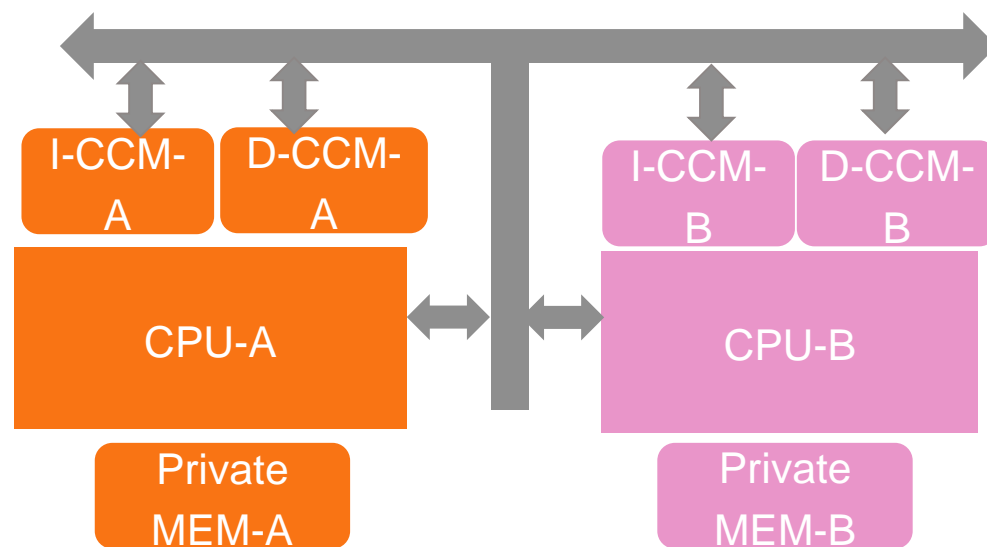 I-CCM-
A
D-CCM-
A
I-CCM-
B
D-CCM-
B
CPU-A
CPU-B
Private
MEM-A
Private
MEM-B